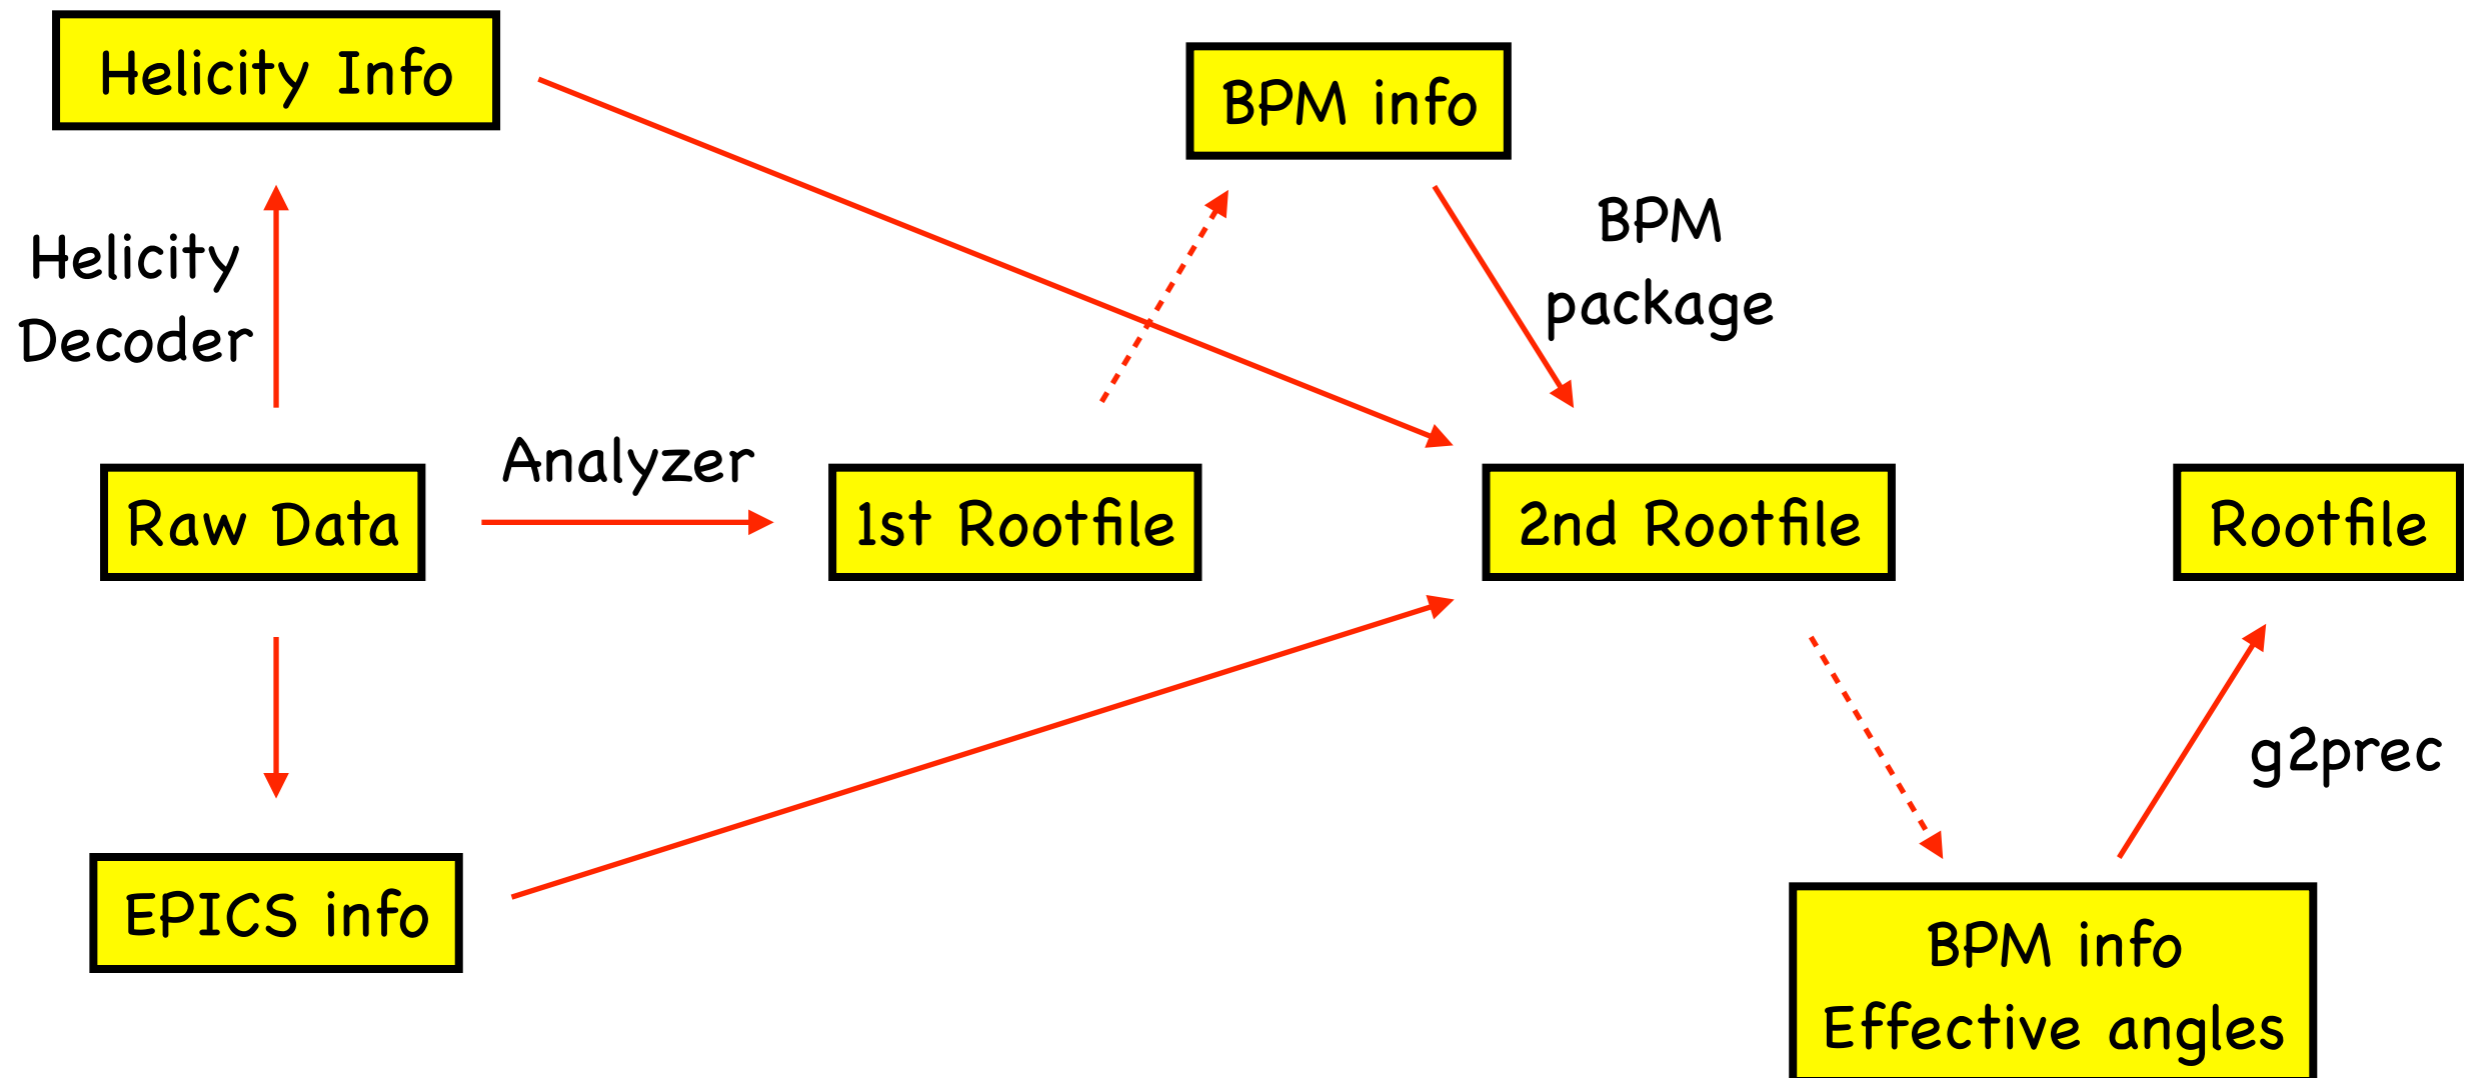 Helicity Info
BPM info
Helicity
Decoder
BPM
package
Analyzer
Raw Data
1st Rootfile
2nd Rootfile
Rootfile
g2prec
EPICS info
BPM info
Effective angles